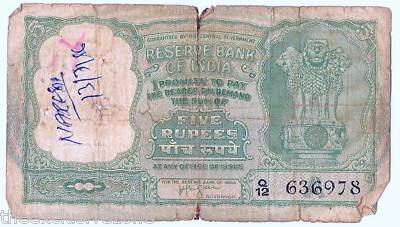 GUARANTEED BY THE CENTRAL GOVERNMENT
RESERVE BANK
OF INDIA
I PROMISE TO PAY
THE BEARER ON DEMAND
THE SUM OF
FIVE
RUPEES
पाँच रूपये
AT ANY OFFICE OF ISSUE
FOR THE RESERVE BANK OF INDIA
GOVERNOR
5
O/12 636978